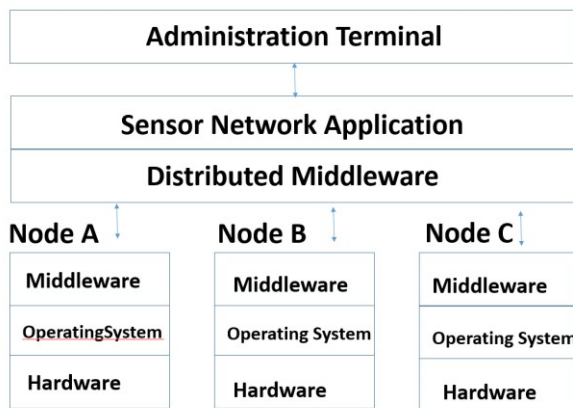 Administration Terminal
Sensor Network Application
Distributed Middleware
Node A
Node B
Node C
Middleware
Middleware
Middleware
OperatingSystem
Operating System
Operating System
Hardware
Hardware
Hardware